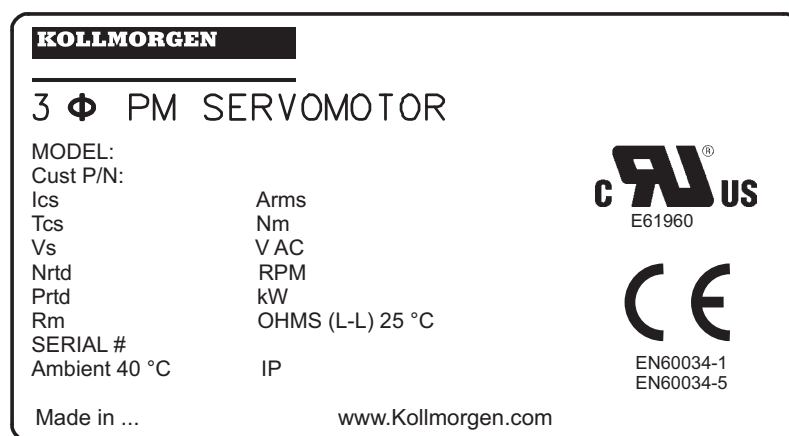 KOLLMORGEN
3 Φ PM SERVOMOTOR
MODEL:
Cust P/N:
Ics Arms
Tcs Nm
Vs V AC
Nrtd RPM
Prtd kW
Rm OHMS (L-L) 25 °C
SERIAL #
Ambient 40 °C IP
Made in ... www.Kollmorgen.com
c RU ® US
E61960
CE
EN60034-1
EN60034-5